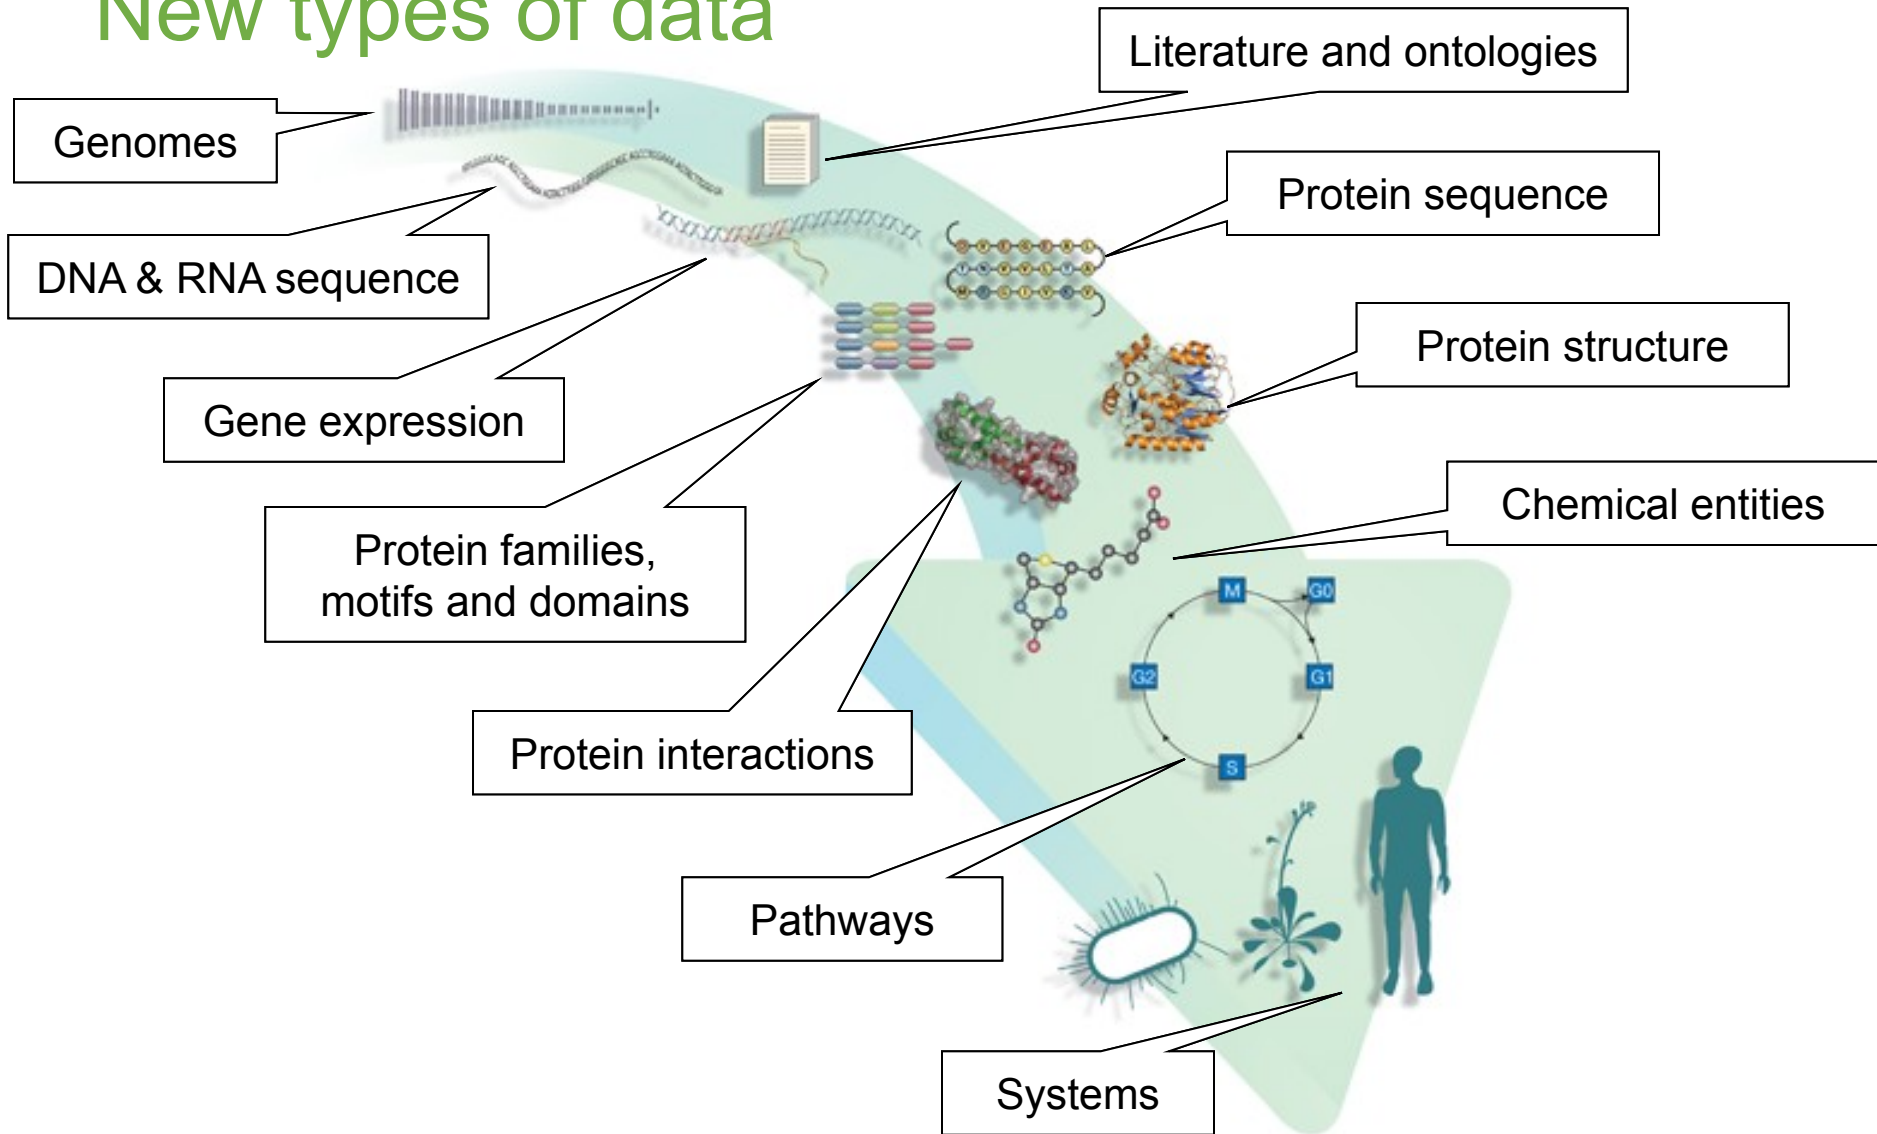 New types of data
Literature and ontologies
Genomes
Protein sequence
DNA & RNA sequence
Protein structure
Gene expression
Chemical entities
Protein families,
motifs and domains
M
G0
G2
G1
S
Protein interactions
Pathways
Systems